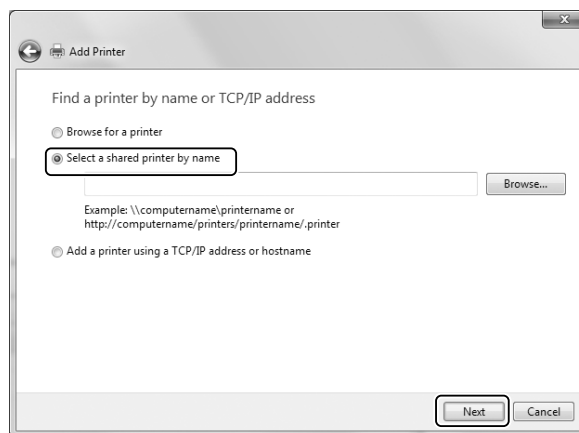 Add Printer
Find a printer by name or TCP/IP address
Browse for a printer
Select a shared printer by name
Browse...
Example: \\computername\printername or
http://computername/printers/printername/.printer
Add a printer using a TCP/IP address or hostname
Next Cancel